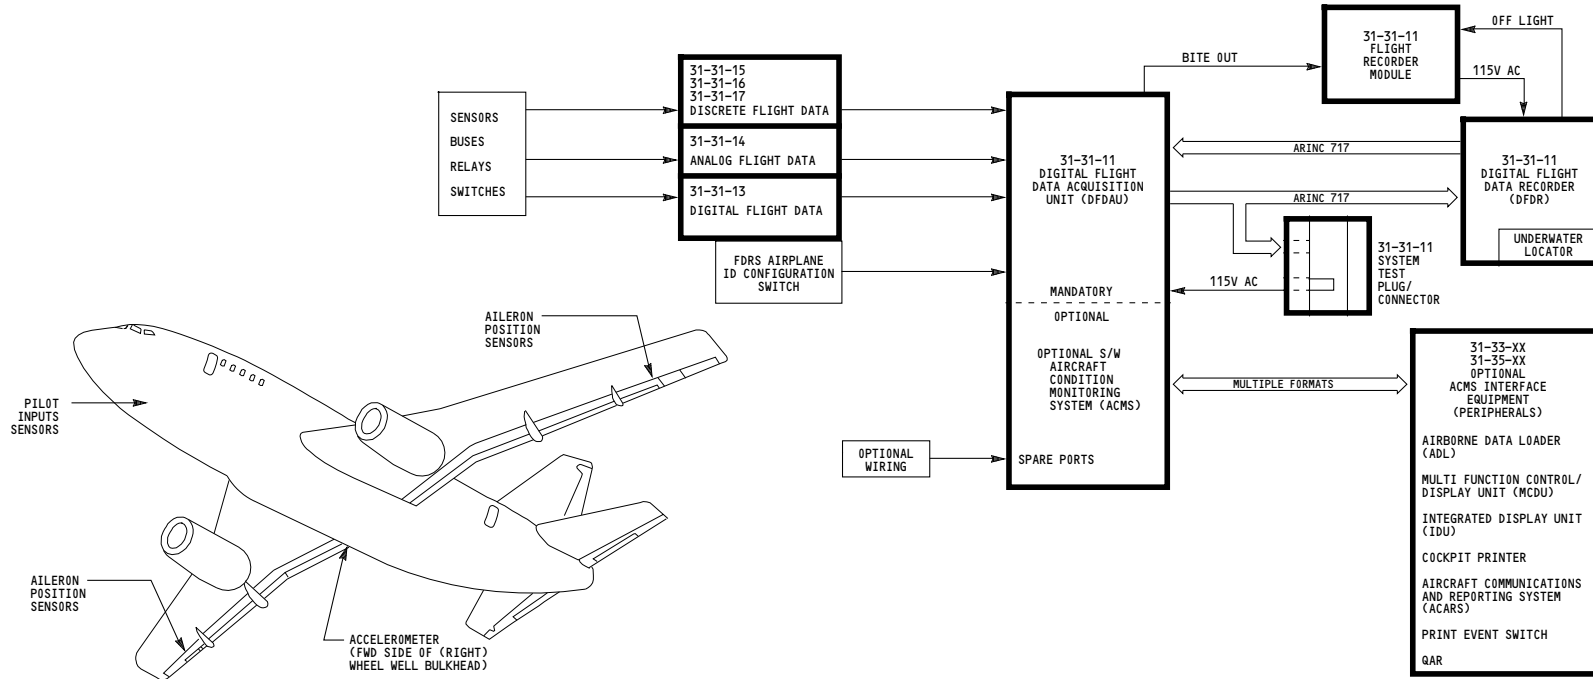 OFF LIGHT
31-31-11
FLIGHT
RECORDER
MODULE
BITE OUT
115V AC
31-31-15
31-31-16
31-31-17
DISCRETE FLIGHT DATA
SENSORS
BUSES
RELAYS
SWITCHES
31-31-14
ANALOG FLIGHT DATA
31-31-13
DIGITAL FLIGHT DATA
FDRS AIRPLANE
ID CONFIGURATION
SWITCH
31-31-11
DIGITAL FLIGHT
DATA ACQUISITION
UNIT (DFDAU)
MANDATORY
OPTIONAL
OPTIONAL S/W
AIRCRAFT
CONDITION
MONITORING
SYSTEM (ACMS)
SPARE PORTS
OPTIONAL
WIRING
ARINC 717
ARINC 717
31-31-11
DIGITAL FLIGHT
DATA RECORDER
(DFDR)
UNDERWATER
LOCATOR
115V AC
31-31-11
SYSTEM
TEST
PLUG/
CONNECTOR
MULTIPLE FORMATS
31-33-XX
31-35-XX
OPTIONAL
ACMS INTERFACE
EQUIPMENT
(PERIPHERALS)
AIRBORNE DATA LOADER
(ADL)
MULTI FUNCTION CONTROL/
DISPLAY UNIT (MCDU)
INTEGRATED DISPLAY UNIT
(IDU)
COCKPIT PRINTER
AIRCRAFT COMMUNICATIONS
AND REPORTING SYSTEM
(ACARS)
PRINT EVENT SWITCH
QAR
AILERON
POSITION
SENSORS
PILOT
INPUTS
SENSORS
AILERON
POSITION
SENSORS
ACCELEROMETER
(FWD SIDE OF (RIGHT)
WHEEL WELL BULKHEAD)